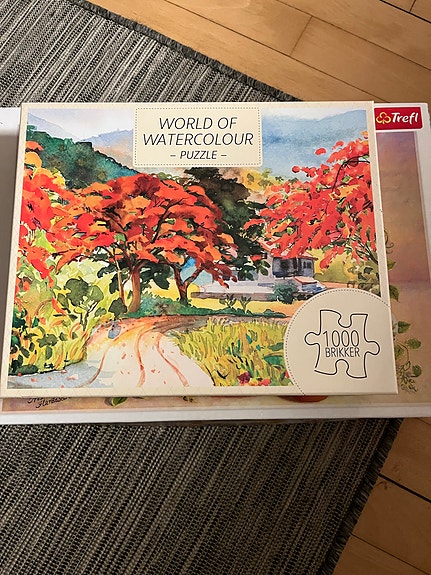 WORLD OF
WATERCOLOUR
– PUZZLE –
Trefl
1000
BRIKKER